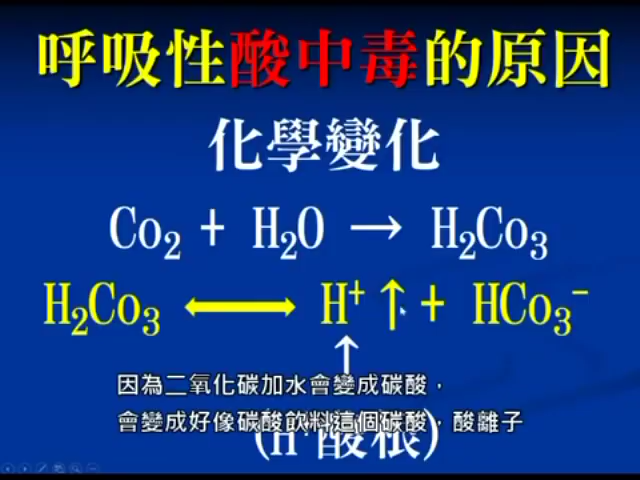 呼吸性酸中毒的原因
化學變化
Co₂ + H₂O → H₂Co₃
H₂Co₃ ⟷ H⁺ ↑ + HCo₃⁻
↑
因為二氧化碳加水會變成碳酸，
會變成好像碳酸飲料這個碳酸，酸離子
(H⁺酸根)